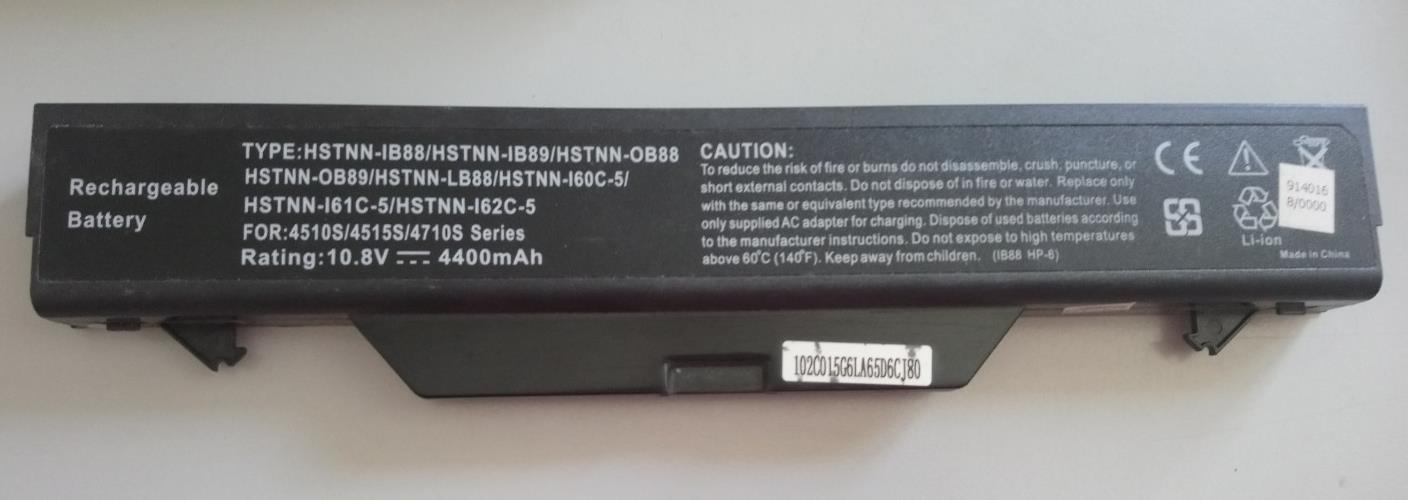 Rechargeable
Battery
TYPE:HSTNN-IB88/HSTNN-IB89/HSTNN-OB88
HSTNN-OB89/HSTNN-LB88/HSTNN-I60C-5/
HSTNN-I61C-5/HSTNN-I62C-5
FOR:4510S/4515S/4710S Series
Rating:10.8V 4400mAh
CAUTION:
To reduce the risk of fire or burns do not disassemble, crush, puncture, or
short external contacts. Do not dispose of in fire or water. Replace only
with the same or equivalent type recommended by the manufacturer. Use
only supplied AC adapter for charging. Dispose of used batteries according
to the manufacturer instructions. Do not expose to high temperatures
above 60°C (140°F). Keep away from children. (IB88 HP-6)
CE
Li-ion
914016
8/0000
Made in China
102C015G6LA65D6CJ80